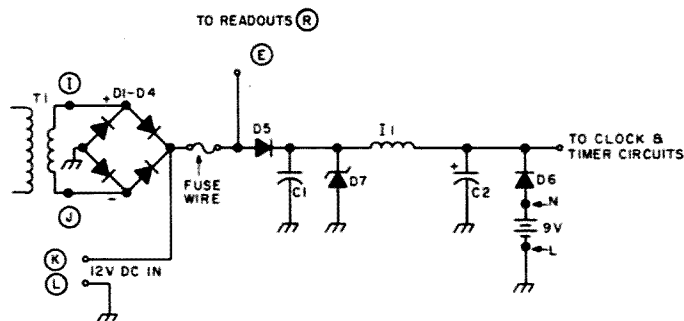 TO READOUTS R
E
I
T1
+ D1-D4
D5
I1
TO CLOCK &
TIMER CIRCUITS
FUSE
WIRE
C1
D7
+
C2
D6
N
9V
L
-
J
K
12V DC IN
L